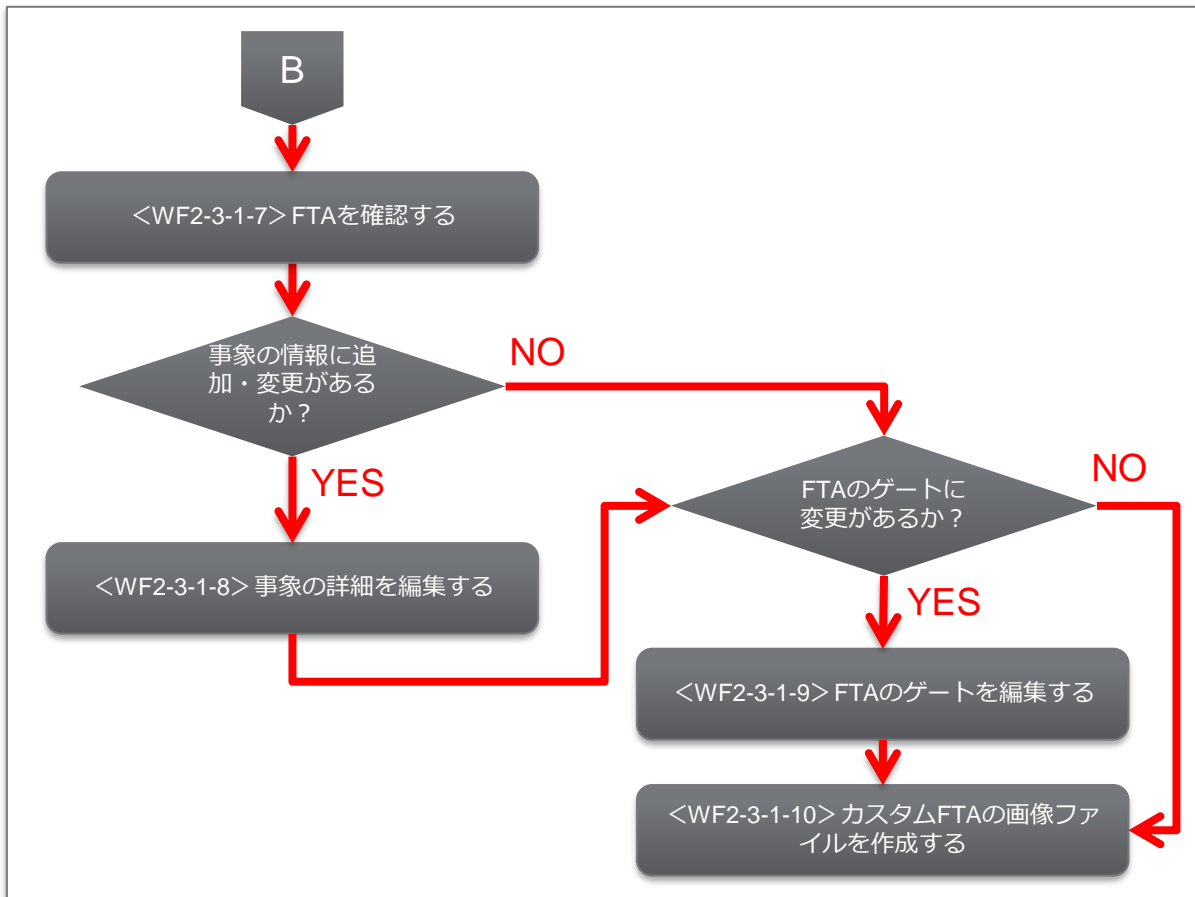 B
<WF2-3-1-7>FTAを確認する
事象の情報に追
加・変更がある
か？
NO
YES
FTAのゲートに
変更があるか？
NO
<WF2-3-1-8>事象の詳細を編集する
YES
<WF2-3-1-9>FTAのゲートを編集する
<WF2-3-1-10>カスタムFTAの画像ファ
イルを作成する